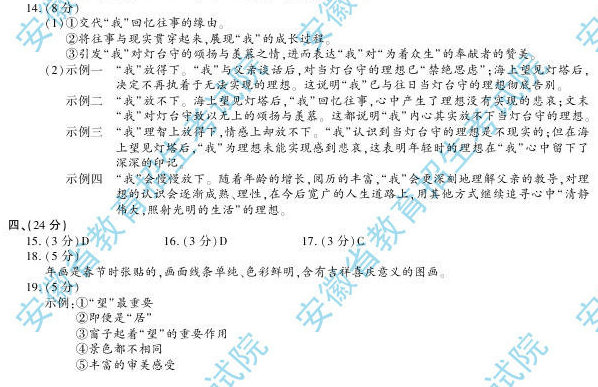 14.(8分)
(1)①交代“我”回忆往事的缘由。
②将往事与现实贯穿起来,展现“我”的成长过程。
③引发“我”对灯台守的颂扬与羡慕之情,进而表达“我”对“为着众生”的奉献者的赞美。
(2)示例一 “我”放得下。“我”与父亲谈话后,对当灯台守的理想已“禁绝思虑”;海上望见灯塔后,
决定不再执着于无法实现的理想。这说明“我”已与往日当灯台守的理想彻底告别。
示例二 “我”放不下。海上望见灯塔后,“我”回忆往事,心中产生了理想没有实现的悲哀;文末
“我”对灯台守致以无上的颂扬与羡慕。这都说明“我”内心其实放不下当灯台守的理想。
示例三 “我”理智上放得下,情感上却放不下。“我”认识到当灯台守的理想是不现实的;但在海
上望见灯塔后,“我”为理想未能实现感到悲哀,这表明年轻时的理想在“我”心中留下了
深深的印记。
示例四 “我”会慢慢放下。随着年龄的增长,阅历的丰富,“我”会更深刻地理解父亲的教导,对理
想的认识会逐渐成熟、理性,在今后宽广的人生道路上,用其他方式继续追寻心中“清静
伟大,照射光明的生活”的理想。
四、(24分)
15.(3分)D 16.(3分)D 17.(3分)C
18.(5分)
年画是春节时张贴的,画面线条单纯、色彩鲜明,含有吉祥喜庆意义的图画。
19.(5分)
示例:①“望”最重要
②即便是“居”
③窗子起着“望”的重要作用
④景色都不相同
⑤丰富的审美感受
安徽省教育招生考试院